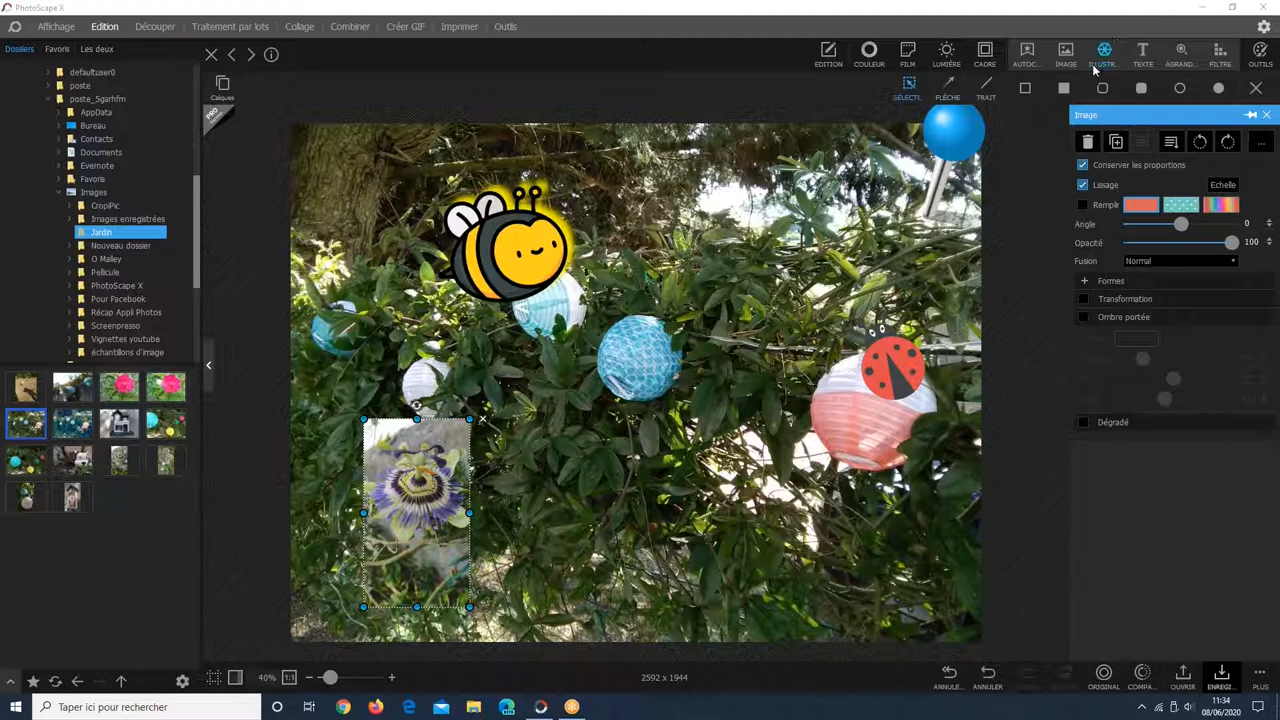 PhotoScape X
Affichage Edition Découper Traitement par lots Collage Combiner Créer GIF Imprimer Outils
Dossiers Favoris Les deux
EDITION COULEUR FILM LUMIÈRE CADRE AUTOC... IMAGE ILLUSTR... TEXTE AGRAND... FILTRE OUTILS
Calques
SÉLECTI... FLÈCHE TRAIT
PRO
defaultuser0
poste
poste_5garhfm
AppData
Bureau
Contacts
Documents
Evernote
Favoris
Images
CropiPic
Images enregistrées
Jardin
Nouveau dossier
O Malley
Pellicule
PhotoScape X
Pour Facebook
Récap Appli Photos
Screenpresso
Vignettes youtube
échantillons d'image
Image
...
Conserver les proportions
Lissage Echelle
Remplir
Angle 0
Opacité 100
Fusion Normal
+ Formes
Transformation
Ombre portée
Dégradé
40% 1:1
2592 x 1944
ANNULE... ANNULER ORIGINAL COMPA... OUVRIR ENREGI... PLUS
Taper ici pour rechercher
11:34
08/06/2020